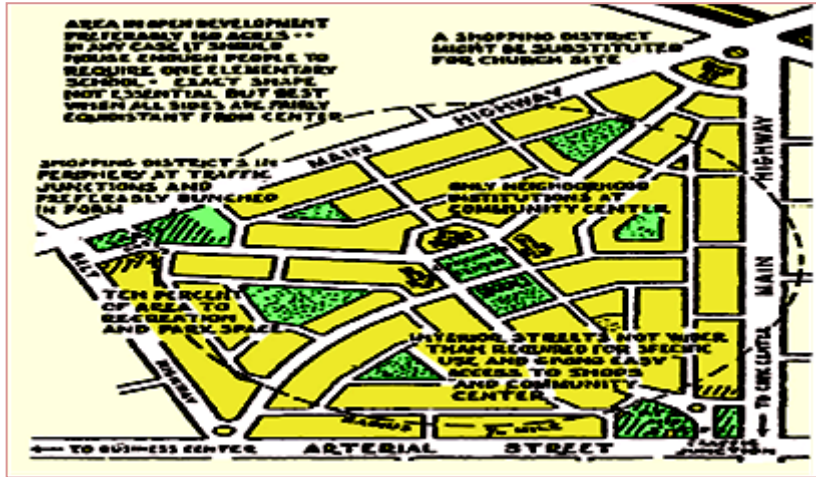 AREA IN OPEN DEVELOPMENT
PREFERABLY 160 ACRES --
IN ANY CASE IT SHOULD
HOUSE ENOUGH PEOPLE TO
REQUIRE ONE ELEMENTARY
SCHOOL - EXACT SHAPE
NOT ESSENTIAL BUT BEST
WHEN ALL SIDES ARE FAIRLY
EQUIDISTANT FROM CENTER
A SHOPPING DISTRICT
MIGHT BE SUBSTITUTED
FOR CHURCH SITE
MAIN HIGHWAY
SHOPPING DISTRICTS IN
PERIPHERY AT TRAFFIC
JUNCTIONS AND
PREFERABLY BUNCHED
IN FORM
ONLY NEIGHBORHOOD
INSTITUTIONS AT
COMMUNITY CENTER
HIGHWAY MAIN
TO CIVIC CENTER
TEN PERCENT
OF AREA TO
RECREATION
AND PARK SPACE
HIGHWAY
INTERIOR STREETS NOT WIDER
THAN REQUIRED FOR SPECIFIC
USE AND GIVING EASY
ACCESS TO SHOPS
AND COMMUNITY
CENTER
RADIUS MILE
TO BUSINESS CENTER ARTERIAL STREET
TRAFFIC
JUNCTION